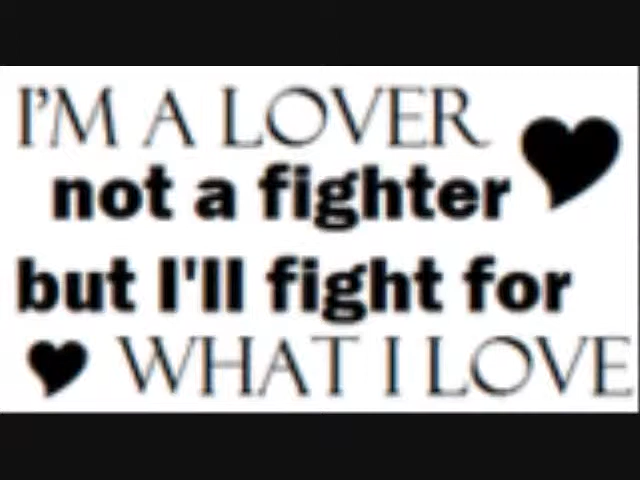 I'M A LOVER
not a fighter
but I'll fight for
WHAT I LOVE